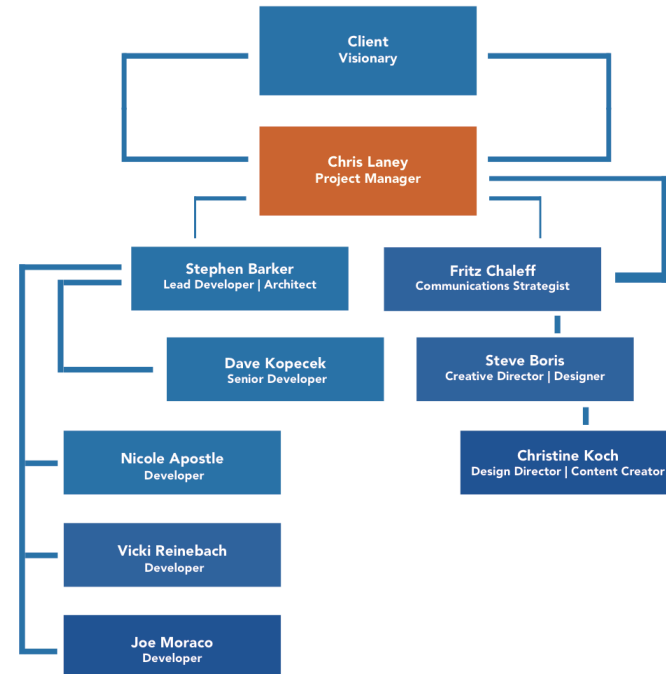 Client
Visionary
Chris Laney
Project Manager
Stephen Barker
Lead Developer | Architect
Fritz Chaleff
Communications Strategist
Dave Kopecek
Senior Developer
Steve Boris
Creative Director | Designer
Nicole Apostle
Developer
Christine Koch
Design Director | Content Creator
Vicki Reinebach
Developer
Joe Moraco
Developer